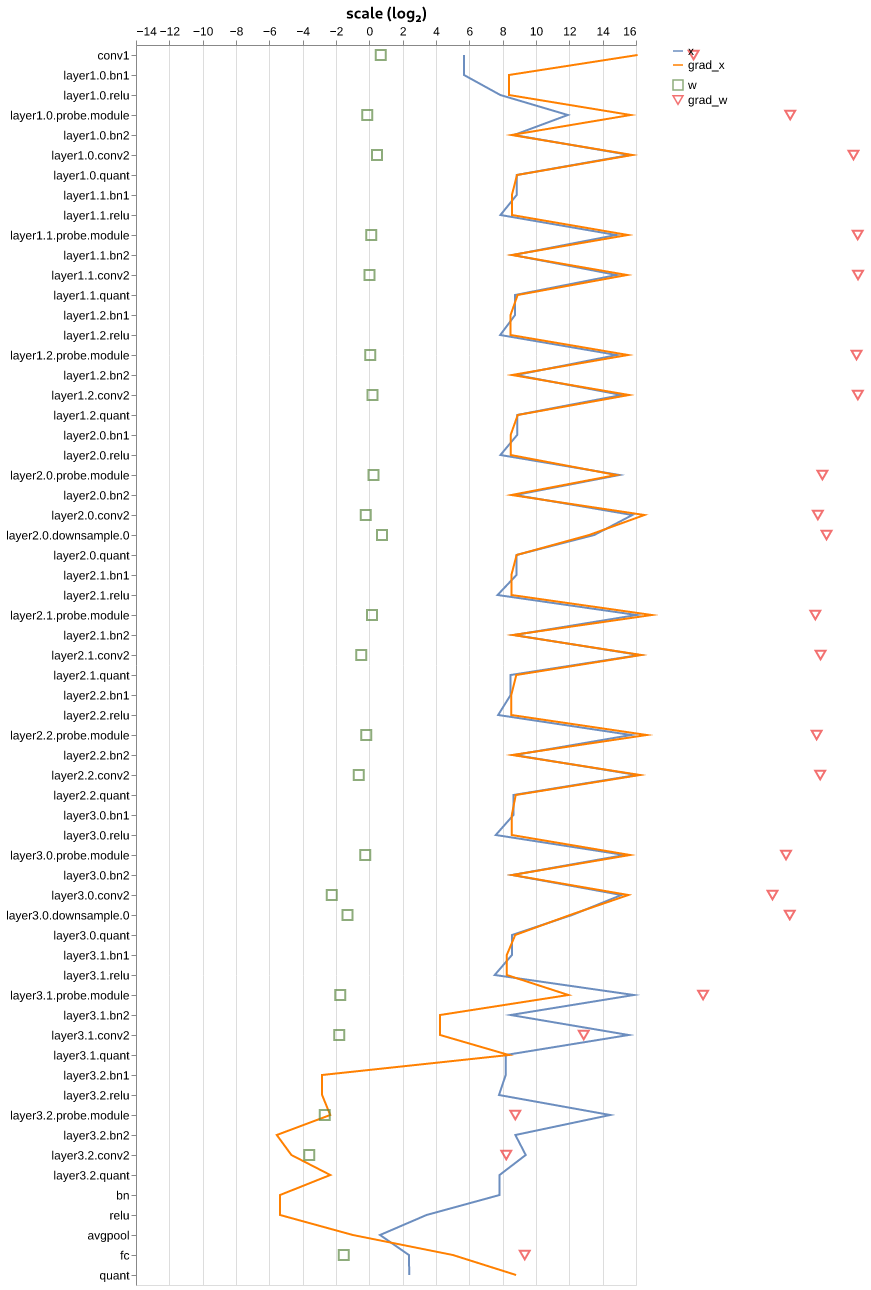 scale (log₂)
−14 −12 −10 −8 −6 −4 −2 0 2 4 6 8 10 12 14 16
conv1
layer1.0.bn1
layer1.0.relu
layer1.0.probe.module
layer1.0.bn2
layer1.0.conv2
layer1.0.quant
layer1.1.bn1
layer1.1.relu
layer1.1.probe.module
layer1.1.bn2
layer1.1.conv2
layer1.1.quant
layer1.2.bn1
layer1.2.relu
layer1.2.probe.module
layer1.2.bn2
layer1.2.conv2
layer1.2.quant
layer2.0.bn1
layer2.0.relu
layer2.0.probe.module
layer2.0.bn2
layer2.0.conv2
layer2.0.downsample.0
layer2.0.quant
layer2.1.bn1
layer2.1.relu
layer2.1.probe.module
layer2.1.bn2
layer2.1.conv2
layer2.1.quant
layer2.2.bn1
layer2.2.relu
layer2.2.probe.module
layer2.2.bn2
layer2.2.conv2
layer2.2.quant
layer3.0.bn1
layer3.0.relu
layer3.0.probe.module
layer3.0.bn2
layer3.0.conv2
layer3.0.downsample.0
layer3.0.quant
layer3.1.bn1
layer3.1.relu
layer3.1.probe.module
layer3.1.bn2
layer3.1.conv2
layer3.1.quant
layer3.2.bn1
layer3.2.relu
layer3.2.probe.module
layer3.2.bn2
layer3.2.conv2
layer3.2.quant
bn
relu
avgpool
fc
quant
x
grad_x
w
grad_w